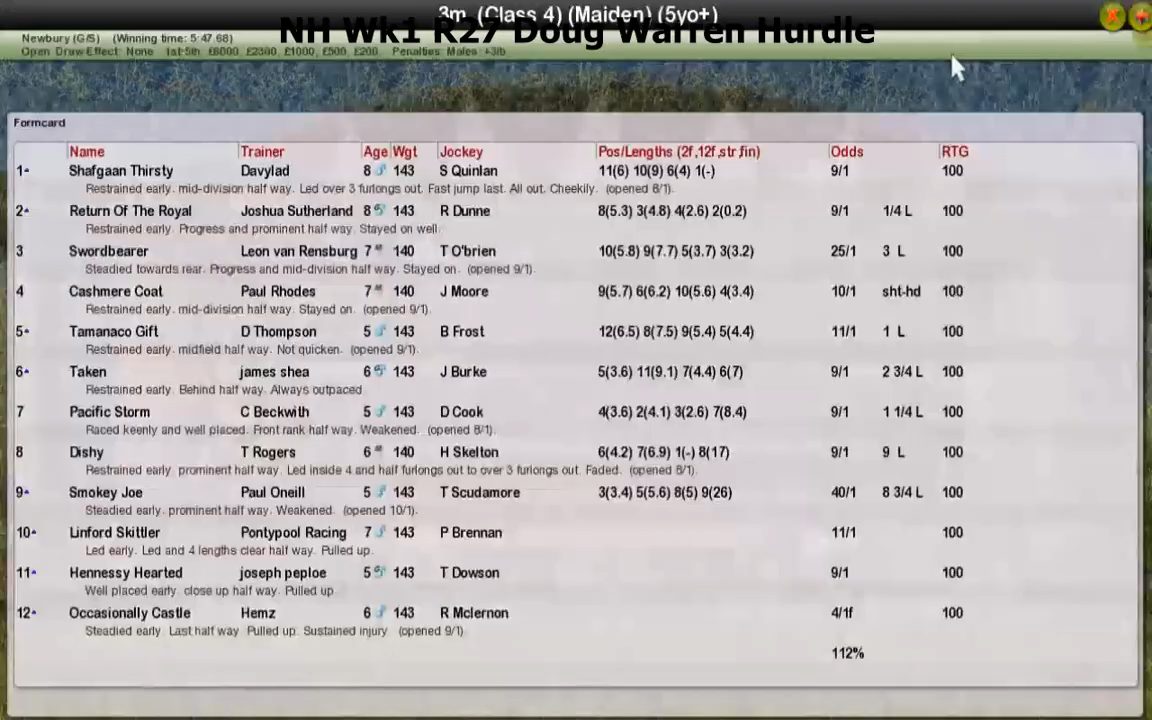 3m. (Class 4) (Maiden) (5yo+)
NH Wk1 R27 Doug Warren Hurdle
Newbury (G/S) (Winning time: 5:47.68)
Open Draw Effect: None 1st-5th £6000, £2300, £1000, £500, £200. Penalties: Males: +3lb
Formcard
Name Trainer Age Wgt Jockey Pos/Lengths (2f,12f,str,fin) Odds RTG
1 Shafgaan Thirsty Davylad 8 143 S Quinlan 11(6) 10(9) 6(4) 1(-) 9/1 100
Restrained early. mid-division half way. Led over 3 furlongs out. Fast jump last. All out. Cheekily. (opened 8/1).
2 Return Of The Royal Joshua Sutherland 8 143 R Dunne 8(5.3) 3(4.8) 4(2.6) 2(0.2) 9/1 1/4 L 100
Restrained early. Progress and prominent half way. Stayed on well.
3 Swordbearer Leon van Rensburg 7 140 T O'brien 10(5.8) 9(7.7) 5(3.7) 3(3.2) 25/1 3 L 100
Steadied towards rear. Progress and mid-division half way. Stayed on. (opened 9/1).
4 Cashmere Coat Paul Rhodes 7 140 J Moore 9(5.7) 6(6.2) 10(5.6) 4(3.4) 10/1 sht-hd 100
Restrained early. mid-division half way. Stayed on. (opened 9/1).
5 Tamanaco Gift D Thompson 5 143 B Frost 12(6.5) 8(7.5) 9(5.4) 5(4.4) 11/1 1 L 100
Restrained early. midfield half way. Not quicken. (opened 9/1).
6 Taken james shea 6 143 J Burke 5(3.6) 11(9.1) 7(4.4) 6(7) 9/1 2 3/4 L 100
Restrained early. Behind half way. Always outpaced.
7 Pacific Storm C Beckwith 5 143 D Cook 4(3.6) 2(4.1) 3(2.6) 7(8.4) 9/1 1 1/4 L 100
Raced keenly and well placed. Front rank half way. Weakened. (opened 8/1).
8 Dishy T Rogers 6 140 H Skelton 6(4.2) 7(6.9) 1(-) 8(17) 9/1 9 L 100
Restrained early. prominent half way. Led inside 4 and half furlongs out to over 3 furlongs out. Faded. (opened 8/1).
9 Smokey Joe Paul Oneill 5 143 T Scudamore 3(3.4) 5(5.6) 8(5) 9(26) 40/1 8 3/4 L 100
Steadied early. prominent half way. Weakened. (opened 10/1).
10 Linford Skittler Pontypool Racing 7 143 P Brennan 11/1 100
Led early. Led and 4 lengths clear half way. Pulled up.
11 Hennessy Hearted joseph peploe 5 143 T Dowson 9/1 100
Well placed early. close up half way. Pulled up.
12 Occasionally Castle Hemz 6 143 R Mclernon 4/1f 100
Steadied early. Last half way. Pulled up. Sustained injury. (opened 9/1).
112%